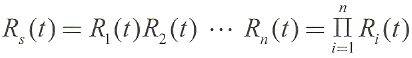 R_s(t) = R_1(t)R_2(t) ⋯ R_n(t) = ∏_{i=1}^{n} R_i(t)